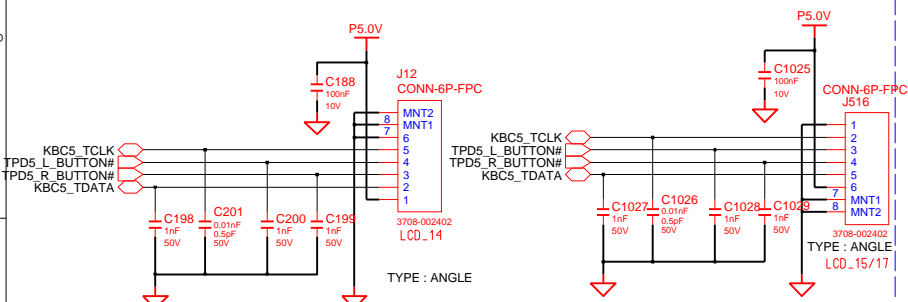 P5.0V
C188
100nF
10V
J12
CONN-6P-FPC
MNT2
8
MNT1
7
6
KBC5_TCLK
5
TPD5_L_BUTTON#
4
TPD5_R_BUTTON#
3
KBC5_TDATA
2
1
C198
1nF
50V
C201
0.01nF
0.5pF
50V
C200
1nF
50V
C199
1nF
50V
3708-002402
LCD_14
TYPE : ANGLE
P5.0V
C1025
100nF
10V
CONN-6P-FPC
J516
1
KBC5_TCLK
2
TPD5_L_BUTTON#
3
TPD5_R_BUTTON#
4
KBC5_TDATA
5
6
7
MNT1
8
MNT2
C1027
1nF
50V
C1026
0.01nF
0.5pF
50V
C1028
1nF
50V
C1029
1nF
50V
3708-002402
TYPE : ANGLE
LCD_15/17